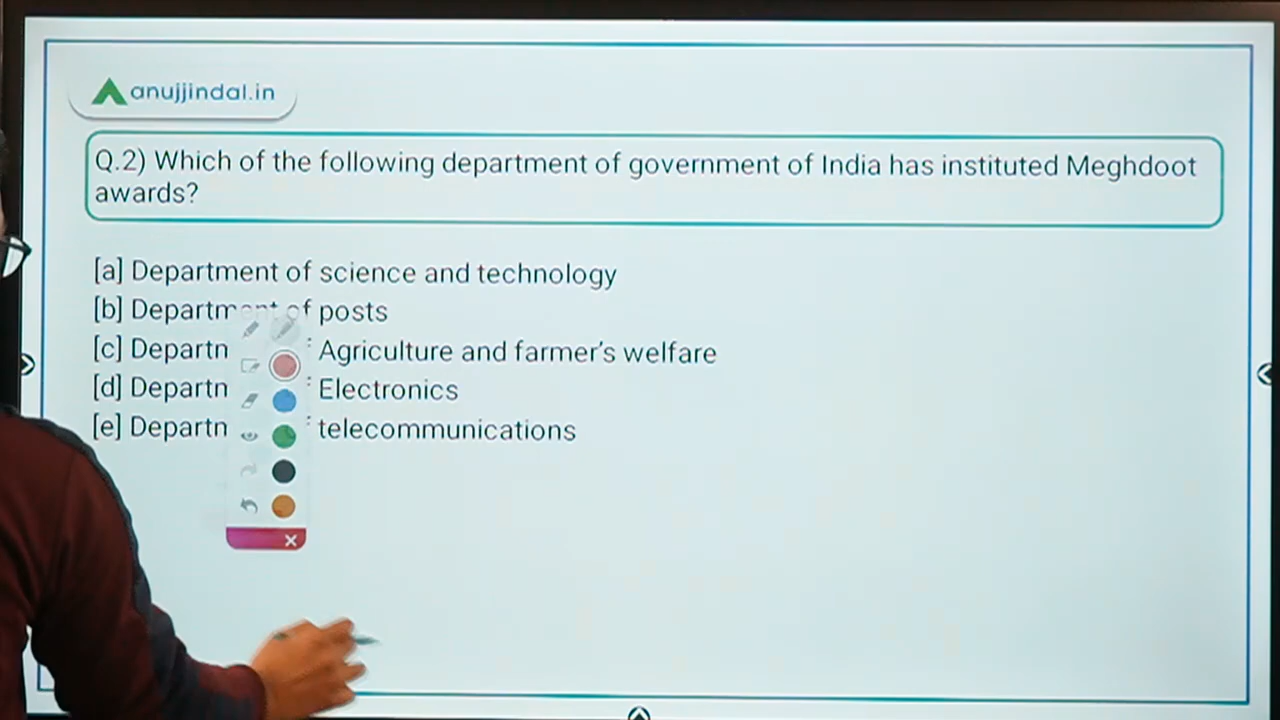 anujjindal.in
Q.2) Which of the following department of government of India has instituted Meghdoot
awards?
[a] Department of science and technology
[b] Department of posts
[c] Departn Agriculture and farmer's welfare
[d] Departn Electronics
[e] Departn telecommunications